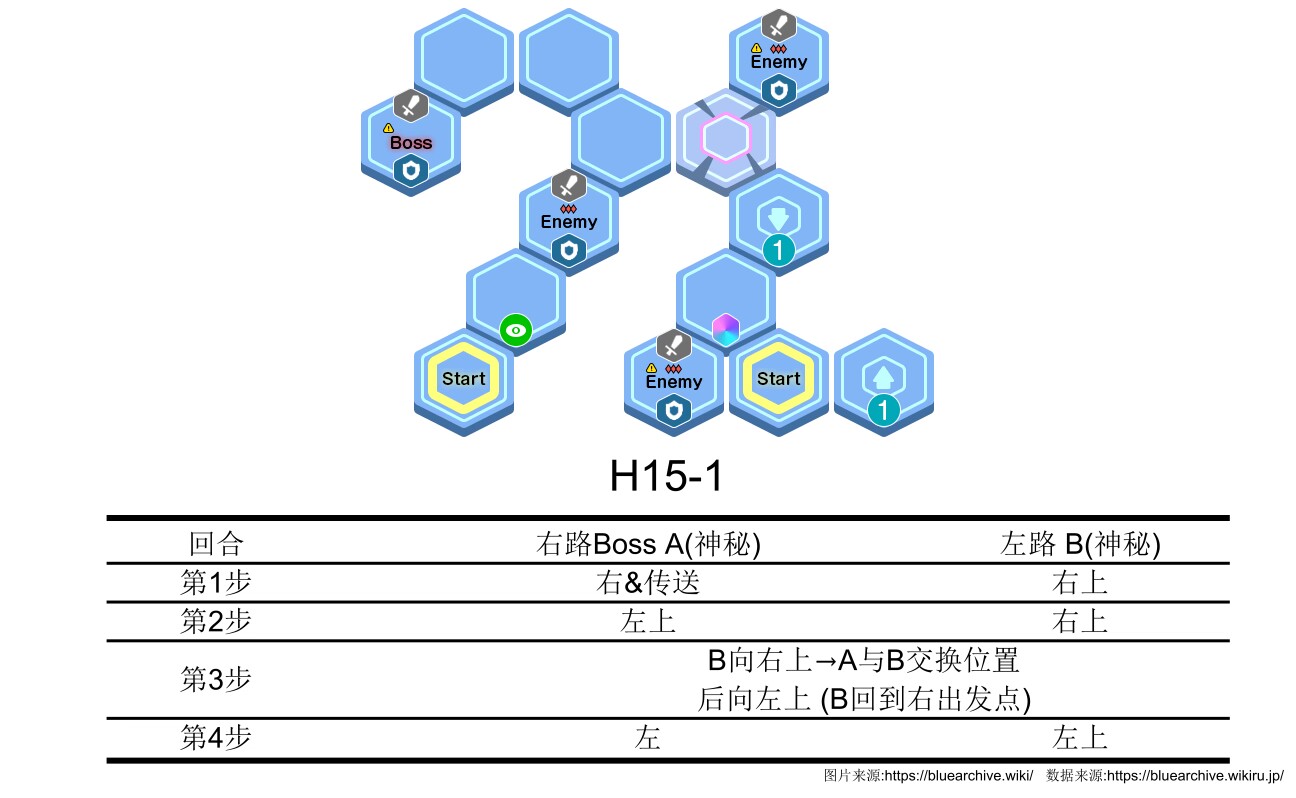 Enemy
Boss
Enemy
1
Start
Enemy
Start
1
H15-1
回合 右路Boss A(神秘) 左路 B(神秘)
第1步 右&传送 右上
第2步 左上 右上
第3步 B向右上→A与B交换位置
后向左上 (B回到右出发点)
第4步 左 左上
图片来源:https://bluearchive.wiki/ 数据来源:https://bluearchive.wikiru.jp/